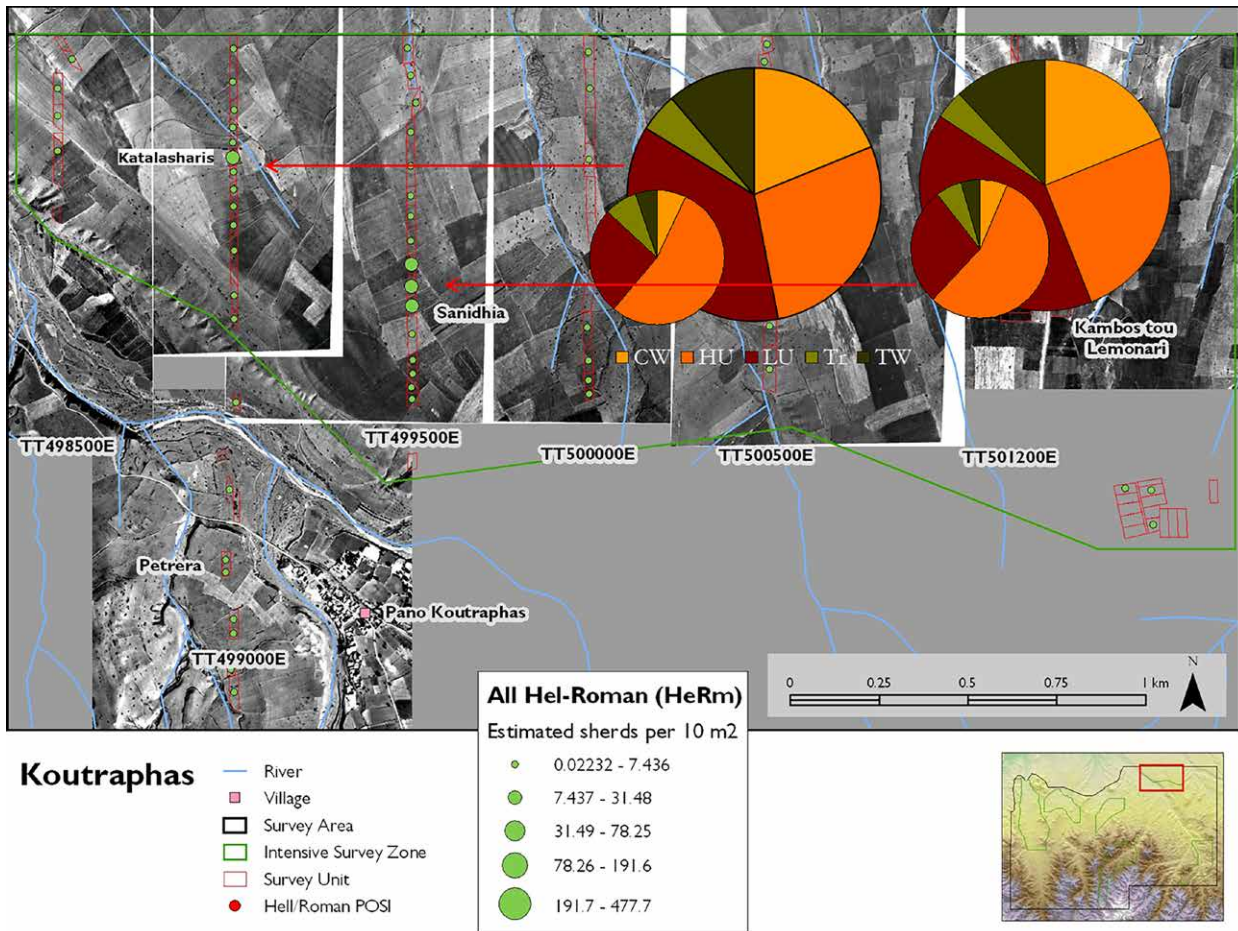 Katalasharis
Sanidhia
Kambos tou
Lemonari
CW HU LU Tr TW
TT498500E
TT499500E
TT500000E
TT500500E
TT501200E
Petrera
Pano Koutraphas
TT499000E
N
0 0.25 0.5 0.75 1 km
All Hel-Roman (HeRm)
Estimated sherds per 10 m2
0.02232 - 7.436
7.437 - 31.48
31.49 - 78.25
78.26 - 191.6
191.7 - 477.7
Koutraphas
River
Village
Survey Area
Intensive Survey Zone
Survey Unit
Hell/Roman POSI